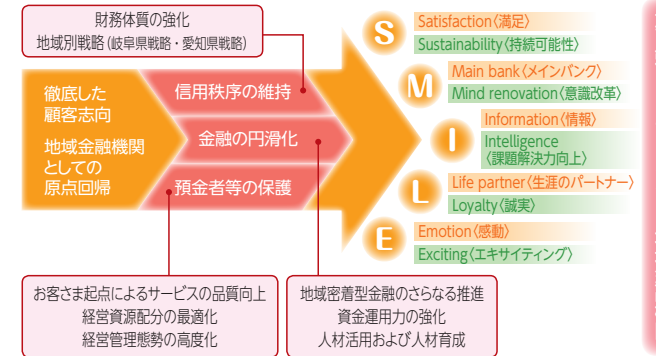 財務体質の強化
地域別戦略(岐阜県戦略・愛知県戦略)
徹底した
顧客志向
地域金融機関
としての
原点回帰
信用秩序の維持
金融の円滑化
預金者等の保護
S
Satisfaction〈満足〉
Sustainability〈持続可能性〉
M
Main bank〈メインバンク〉
Mind renovation〈意識改革〉
I
Information〈情報〉
Intelligence
〈課題解決力向上〉
L
Life partner〈生涯のパートナー〉
Loyalty〈誠実〉
E
Emotion〈感動〉
Exciting〈エキサイティング〉
お客さま起点によるサービスの品質向上
経営資源配分の最適化
経営管理態勢の高度化
地域密着型金融のさらなる推進
資金運用力の強化
人材活用および人材育成